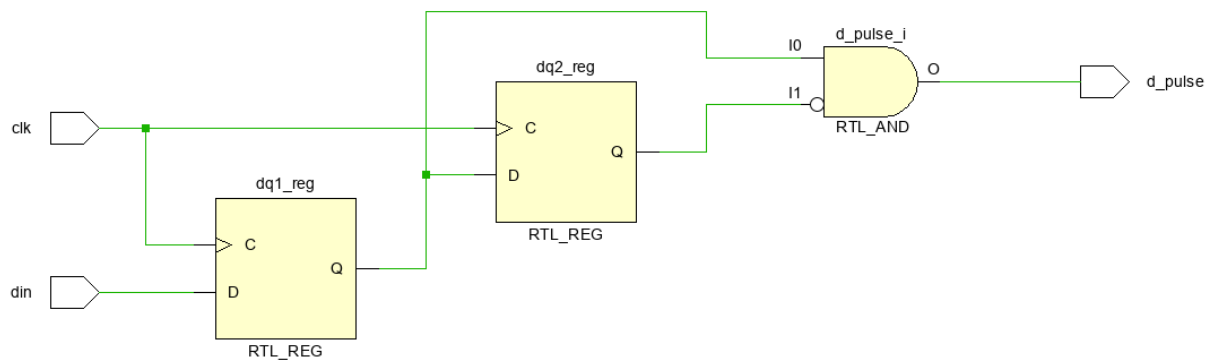 d_pulse_i
I0
O
d_pulse
dq2_reg
I1
RTL_AND
clk
C
Q
D
dq1_reg
RTL_REG
C
Q
din
D
RTL_REG